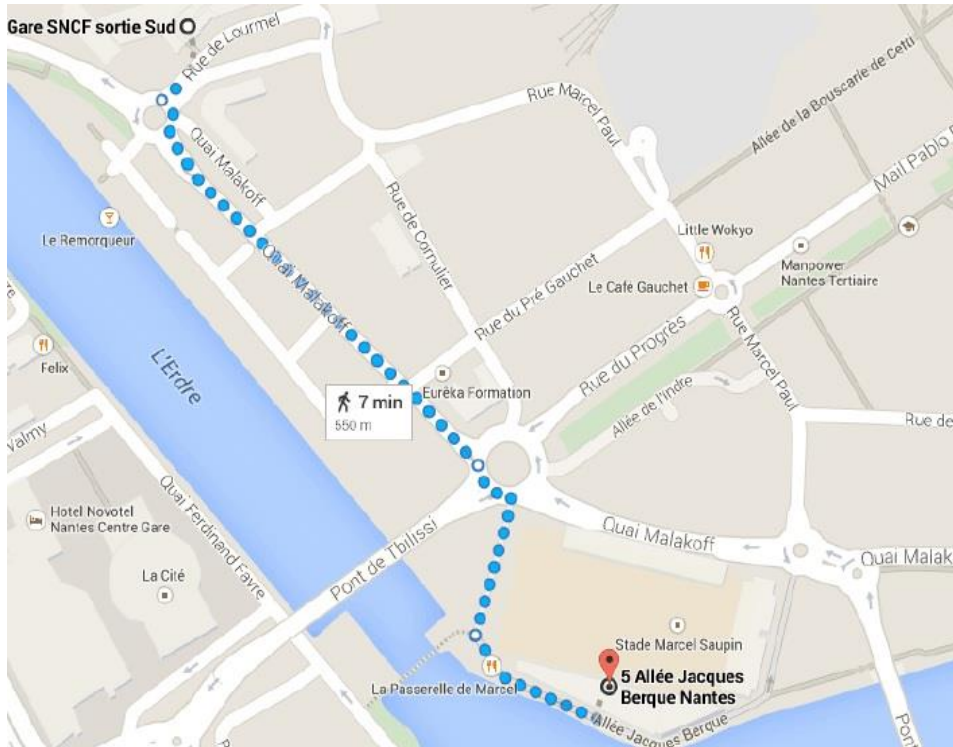 Gare SNCF sortie Sud
Rue de Lourmel
Quai Malakoff
Rue Marcel Paul
Allée de la Bouscarie de Cetti
Mail Pablo
Le Remorqueur
Quai Malakoff
Rue de Cornulier
Little Wokyo
Le Café Gauchet
Manpower
Nantes Tertiaire
Rue du Pré Gauchet
Felix
L'Erdre
Eurêka Formation
Rue du Progrès
Rue Marcel Paul
Allée de l'indre
7 min
550 m
Valmy
Rue de
Quai Ferdinand Favre
Hotel Novotel
Nantes Centre Gare
Pont de Tbilissi
Quai Malakoff
Quai Malak
La Cité
Stade Marcel Saupin
5 Allée Jacques
Berque Nantes
La Passerelle de Marcel
Allée Jacques Berque
Pont